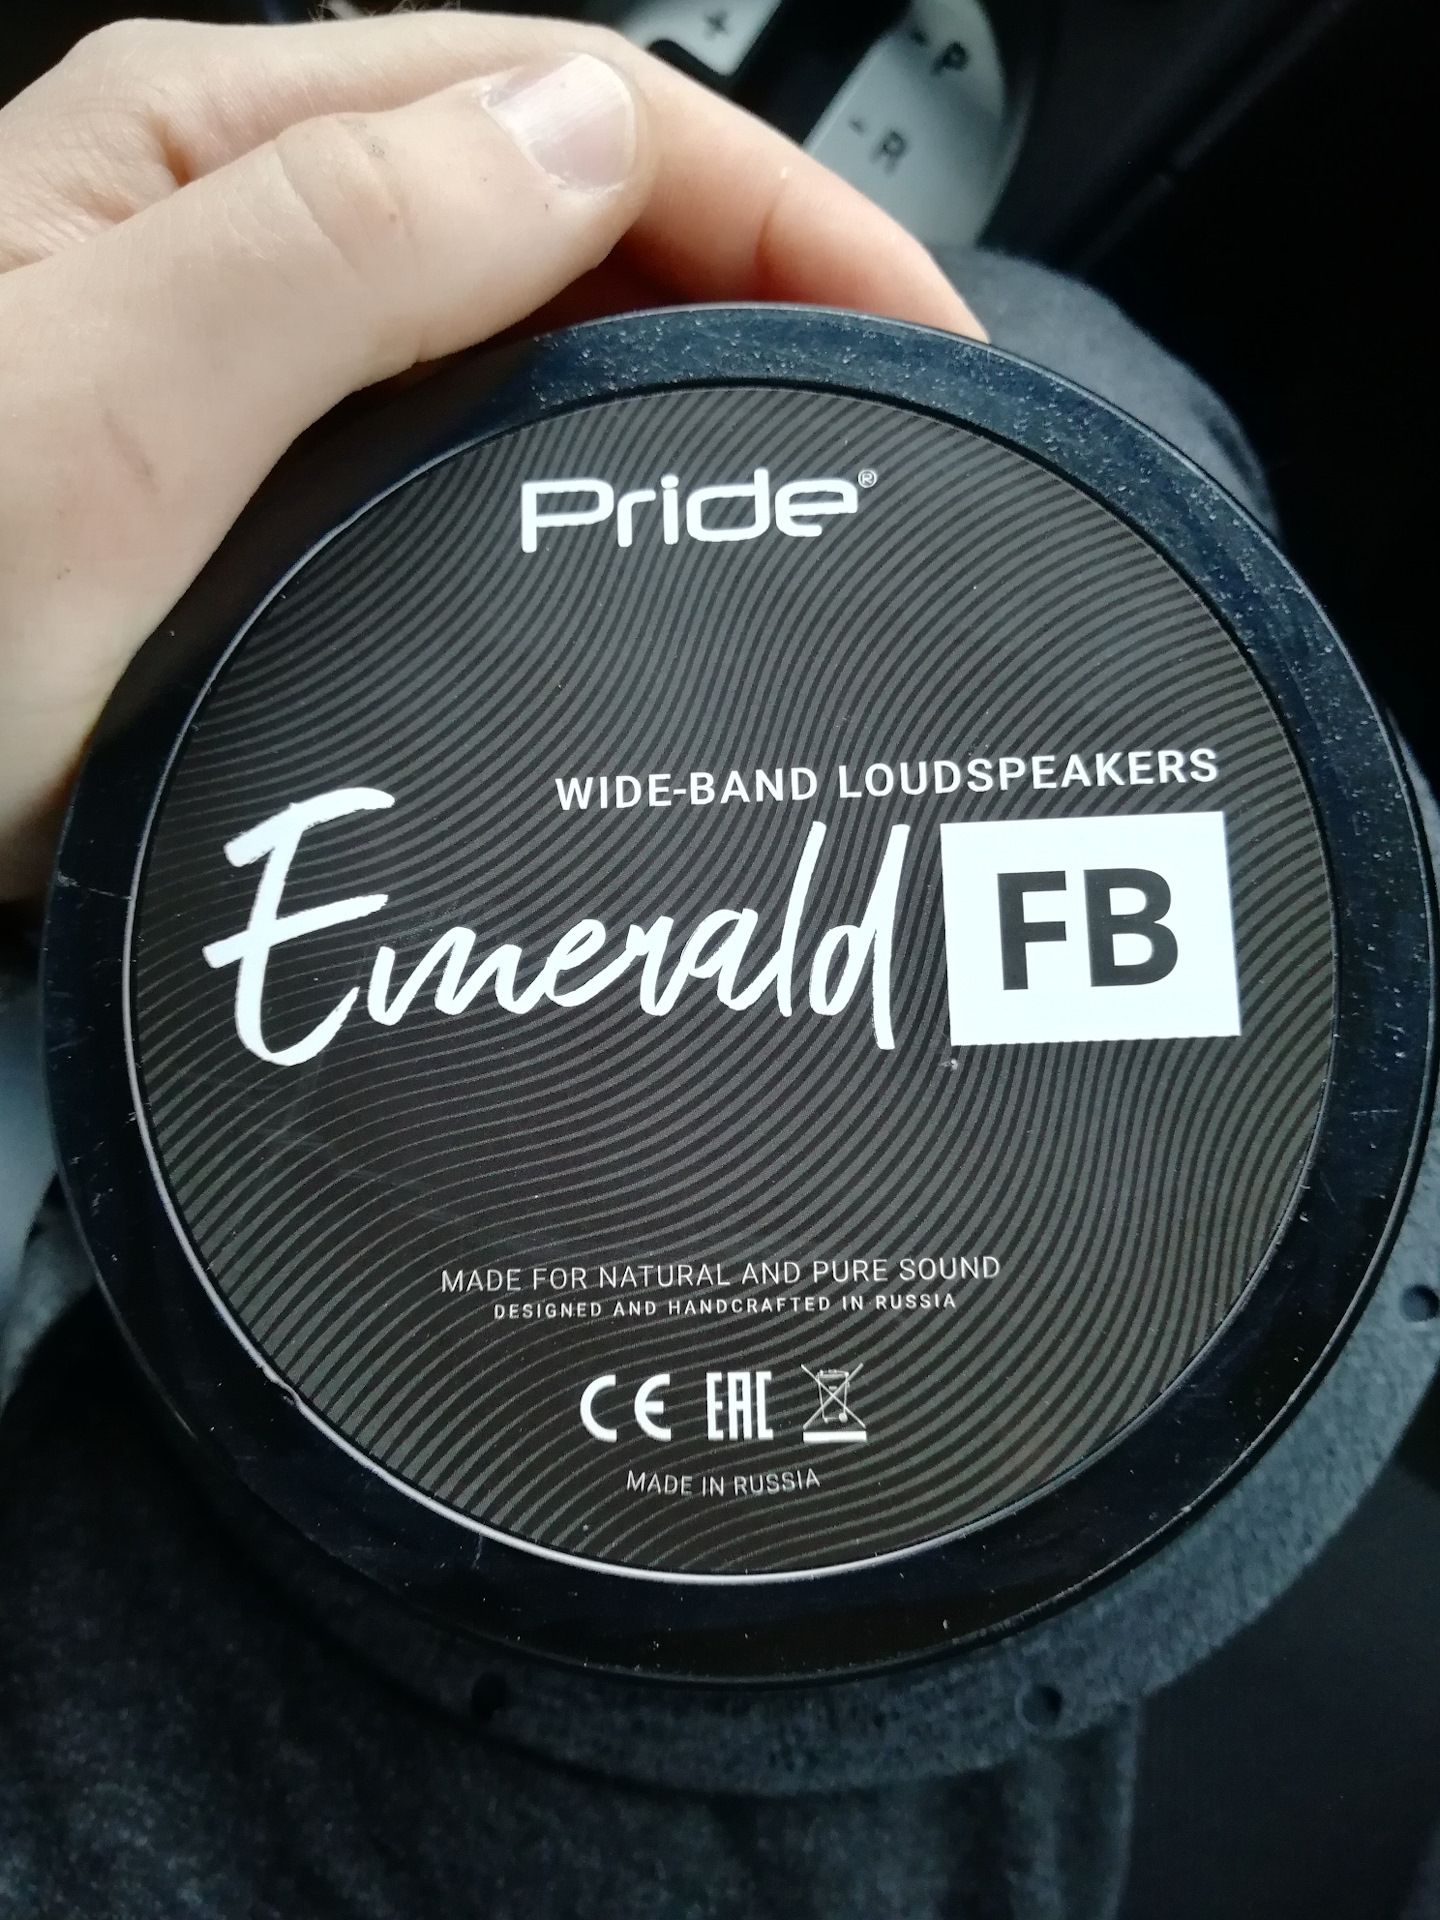 +
- P
- R
Pride®
WIDE-BAND LOUDSPEAKERS
Emerald FB
MADE FOR NATURAL AND PURE SOUND
DESIGNED AND HANDCRAFTED IN RUSSIA
CE EAC
MADE IN RUSSIA